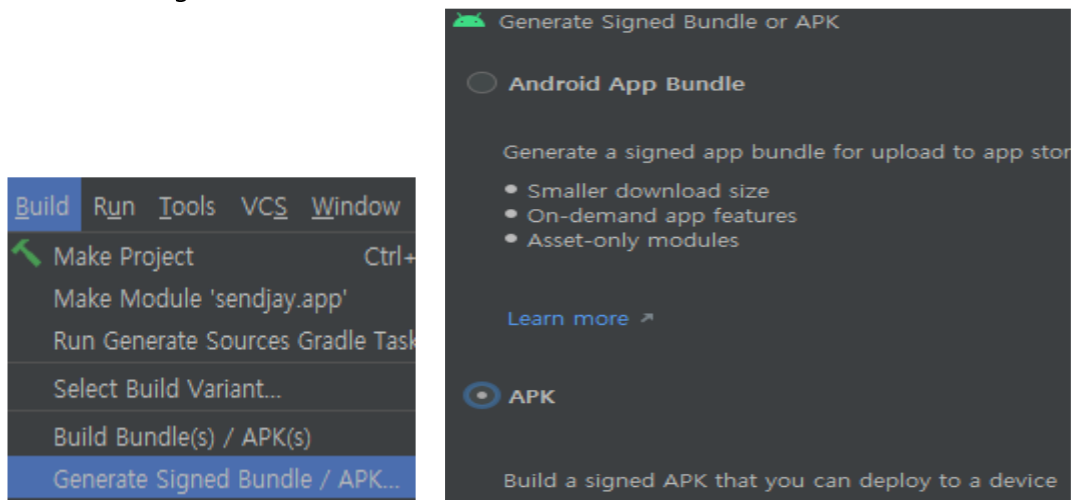 Build Run Tools VCS Window
Make Project Ctrl+
Make Module 'sendjay.app'
Run Generate Sources Gradle Task
Select Build Variant...
Build Bundle(s) / APK(s)
Generate Signed Bundle / APK...
Generate Signed Bundle or APK
Android App Bundle
Generate a signed app bundle for upload to app stor
• Smaller download size
• On-demand app features
• Asset-only modules
Learn more ↗
APK
Build a signed APK that you can deploy to a device